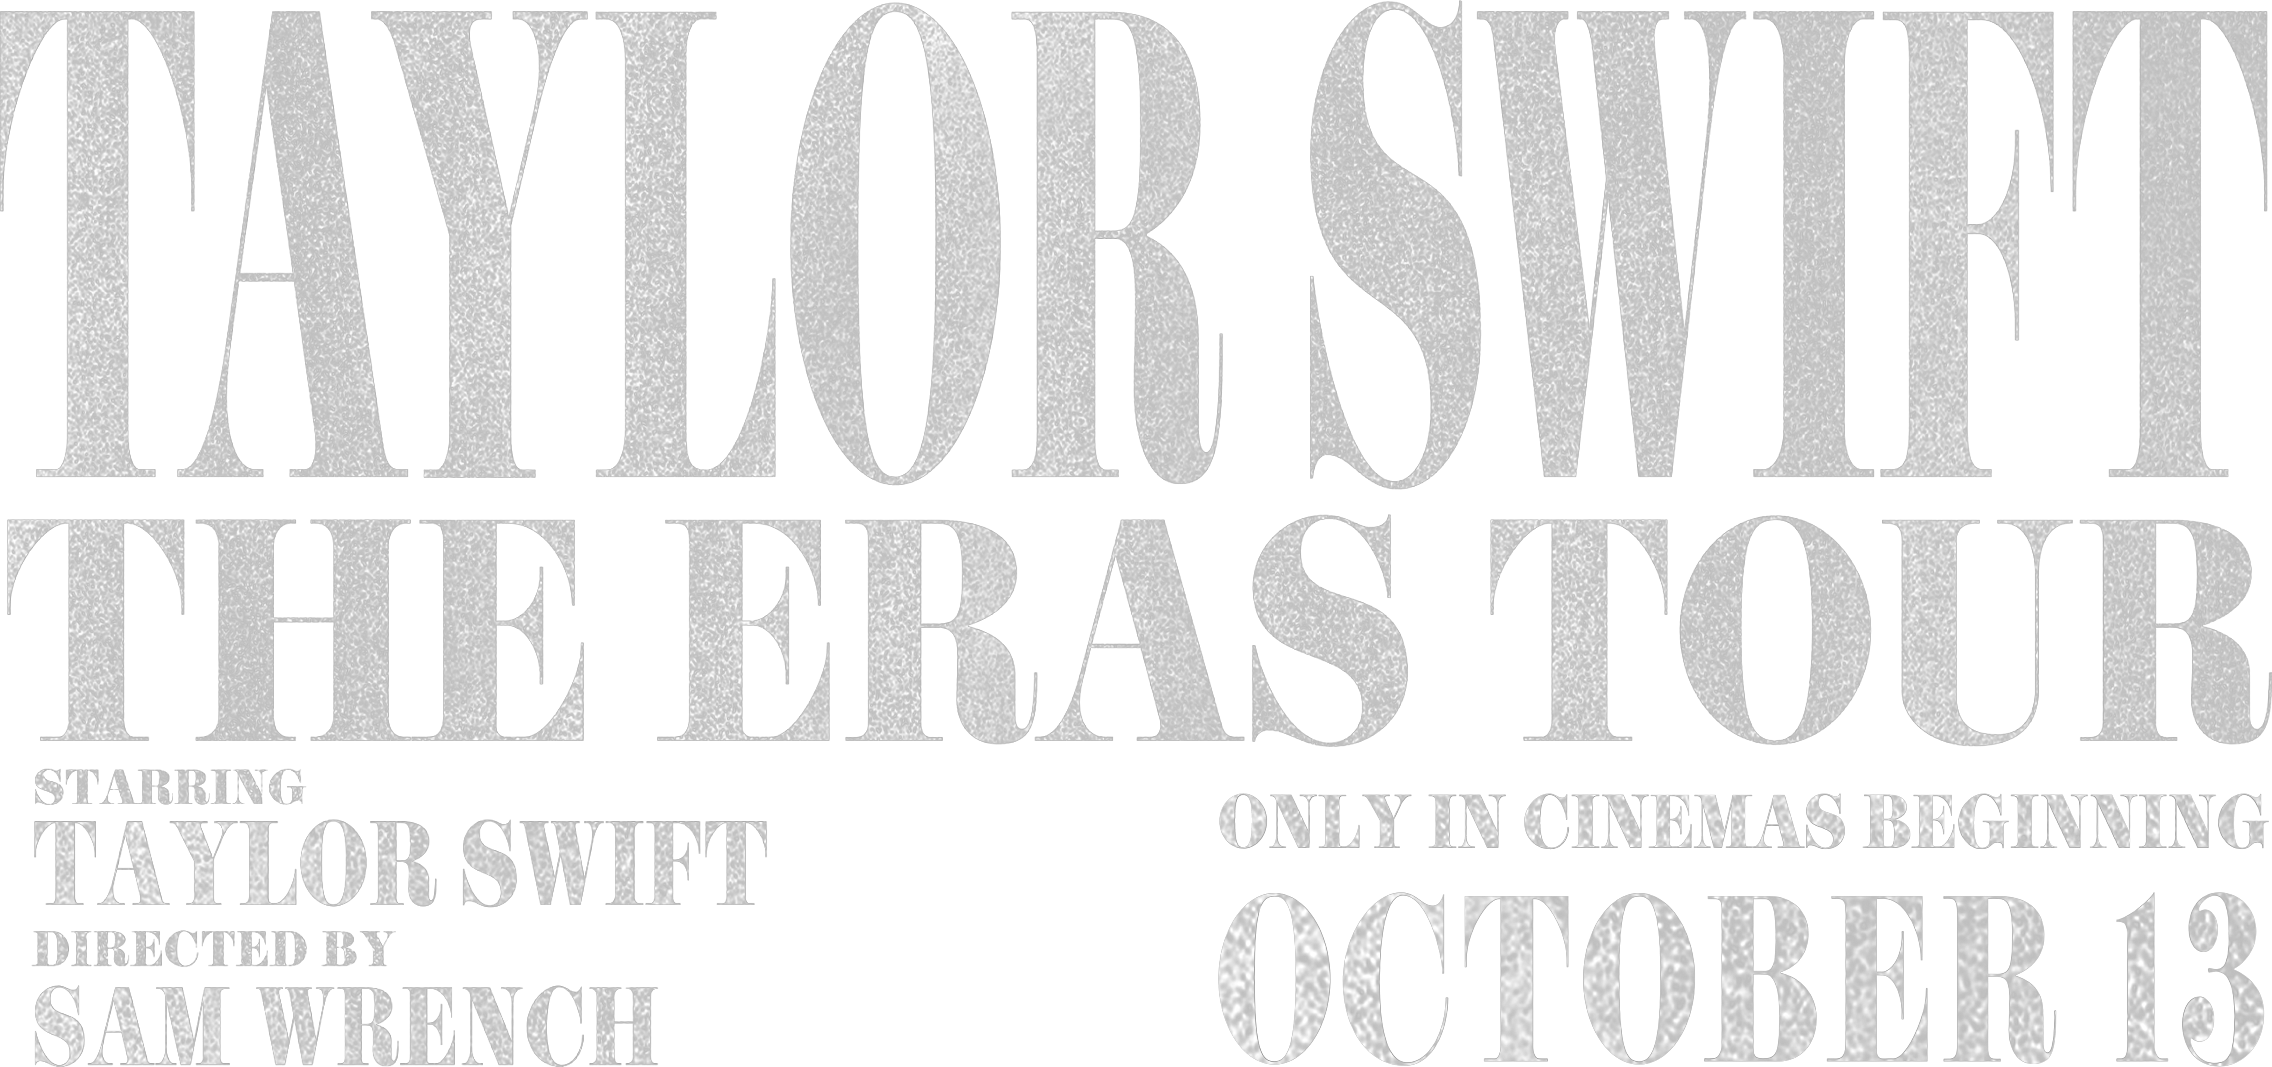 TAYLOR SWIFT
THE ERAS TOUR
STARRING
TAYLOR SWIFT
DIRECTED BY
SAM WRENCH
ONLY IN CINEMAS BEGINNING
OCTOBER 13